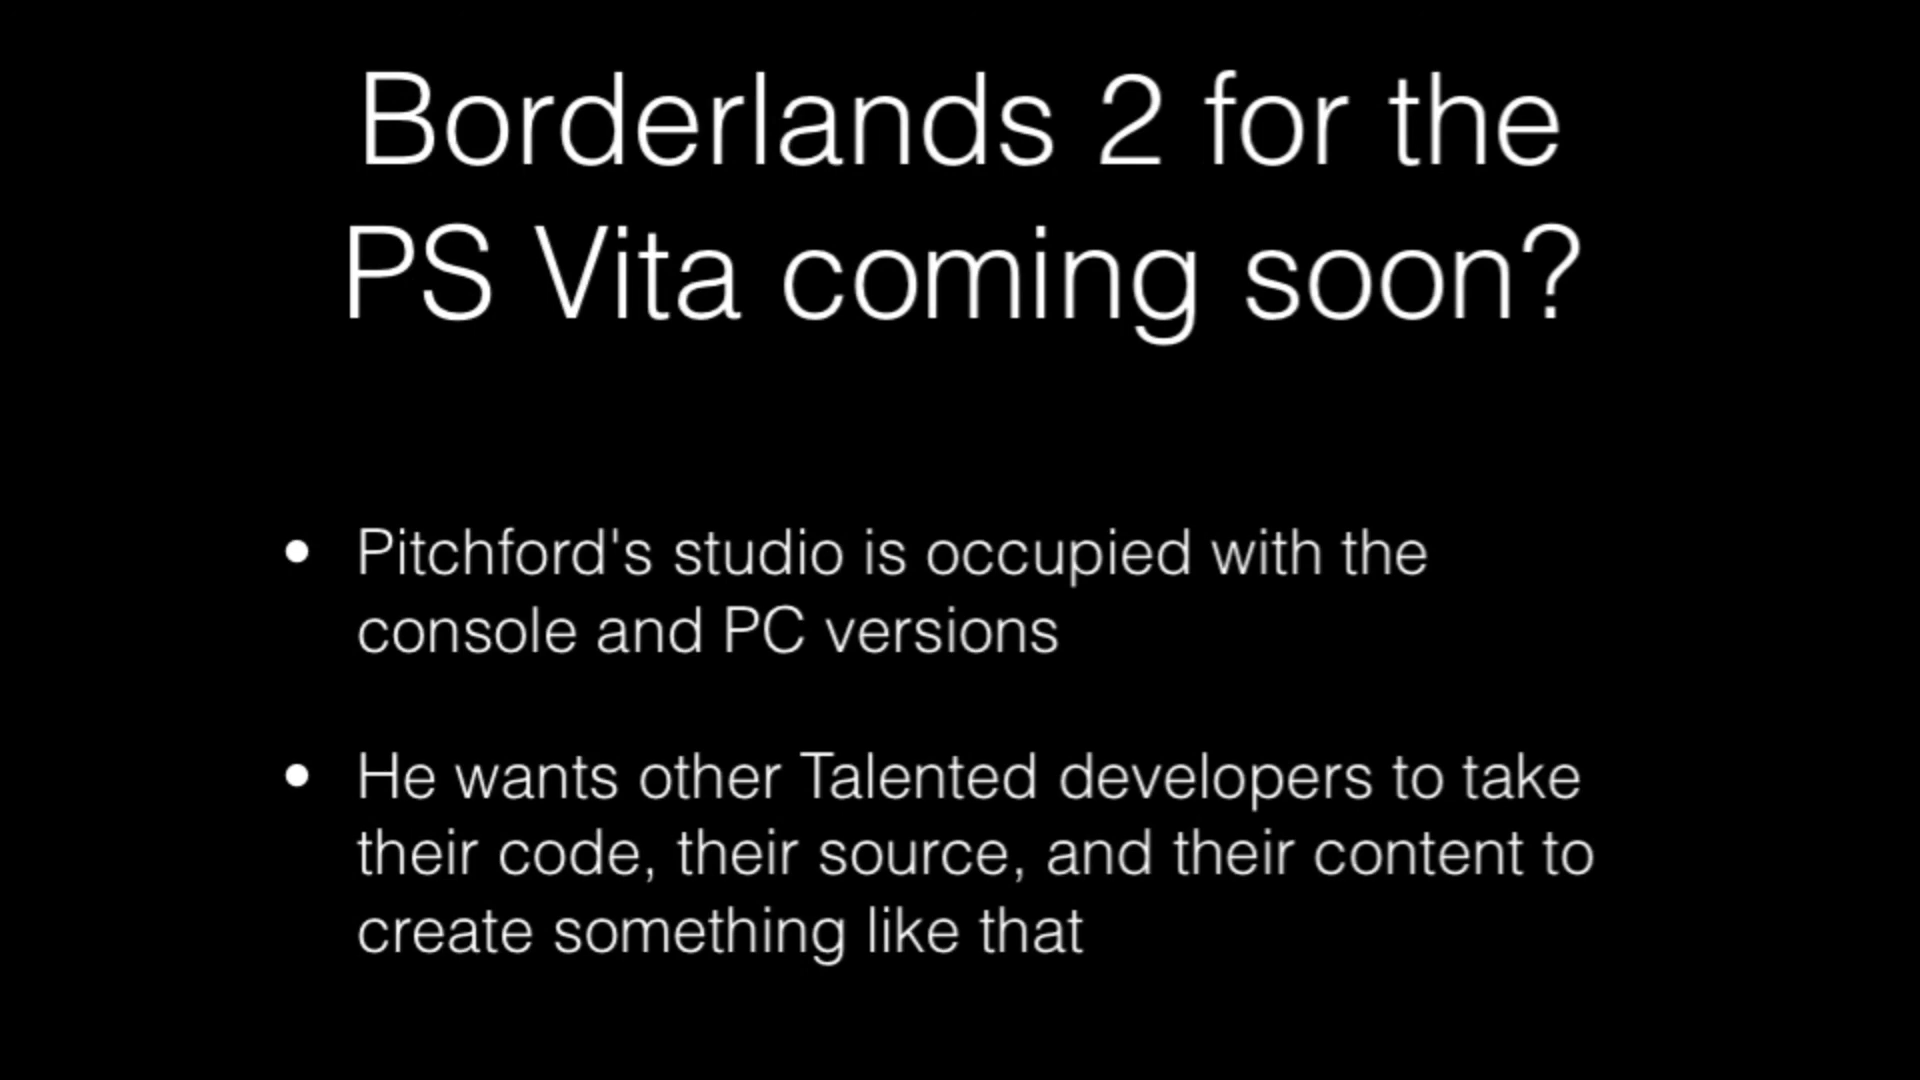 Borderlands 2 for the
PS Vita coming soon?
• Pitchford's studio is occupied with the
console and PC versions
• He wants other Talented developers to take
their code, their source, and their content to
create something like that